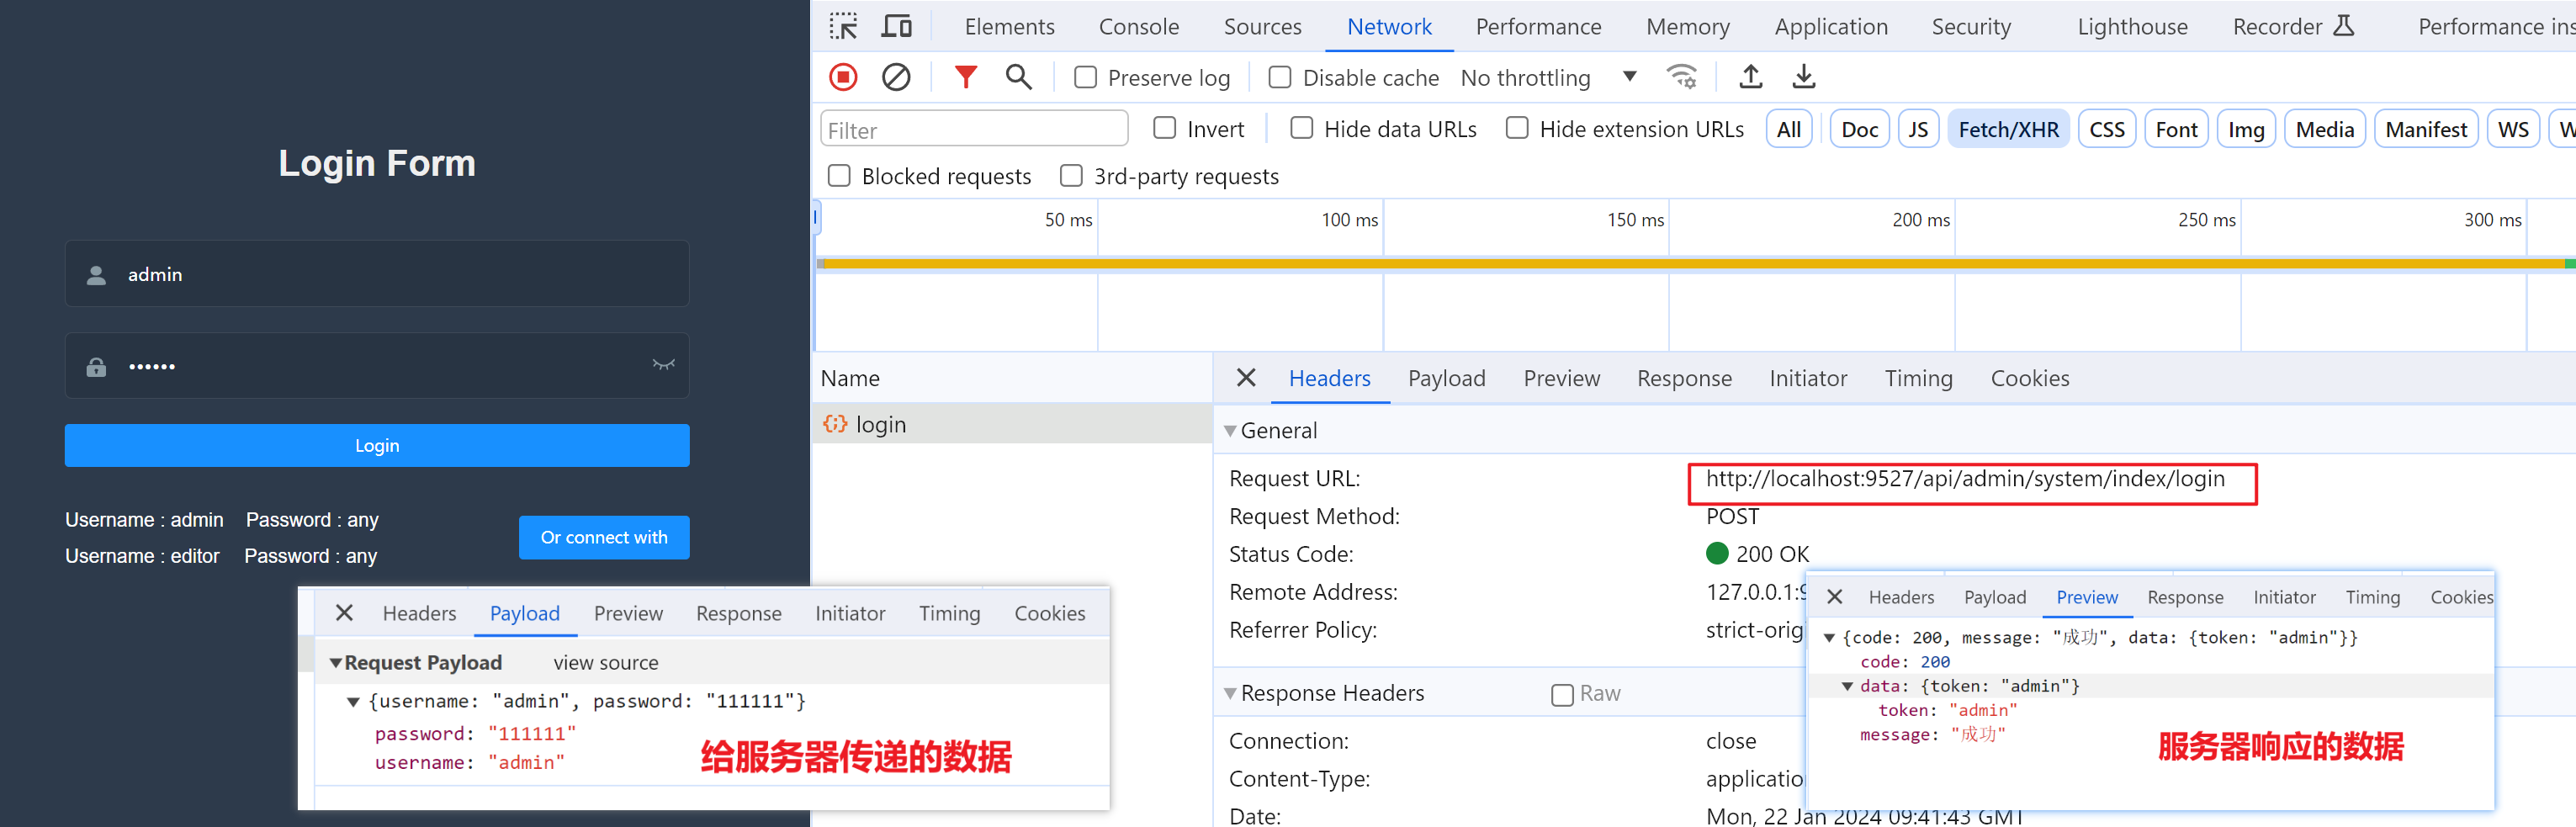 Login Form
admin
••••••
Login
Username : admin Password : any
Username : editor Password : any
Or connect with
Elements Console Sources Network Performance Memory Application Security Lighthouse Recorder Performance ins
Preserve log Disable cache No throttling
Filter Invert Hide data URLs Hide extension URLs All Doc JS Fetch/XHR CSS Font Img Media Manifest WS
Blocked requests 3rd-party requests
50 ms 100 ms 150 ms 200 ms 250 ms 300 ms
Name
login
Headers Payload Preview Response Initiator Timing Cookies
General
Request URL: http://localhost:9527/api/admin/system/index/login
Request Method: POST
Status Code: 200 OK
Remote Address: 127.0.0.1:9
Referrer Policy: strict-orig
Response Headers Raw
Connection: close
Content-Type: application
Date: Mon, 22 Jan 2024 09:41:43 GMT
Headers Payload Preview Response Initiator Timing Cookies
Request Payload view source
{username: "admin", password: "111111"}
password: "111111"
username: "admin"
给服务器传递的数据
Headers Payload Preview Response Initiator Timing Cookies
{code: 200, message: "成功", data: {token: "admin"}}
code: 200
data: {token: "admin"}
token: "admin"
message: "成功"
服务器响应的数据